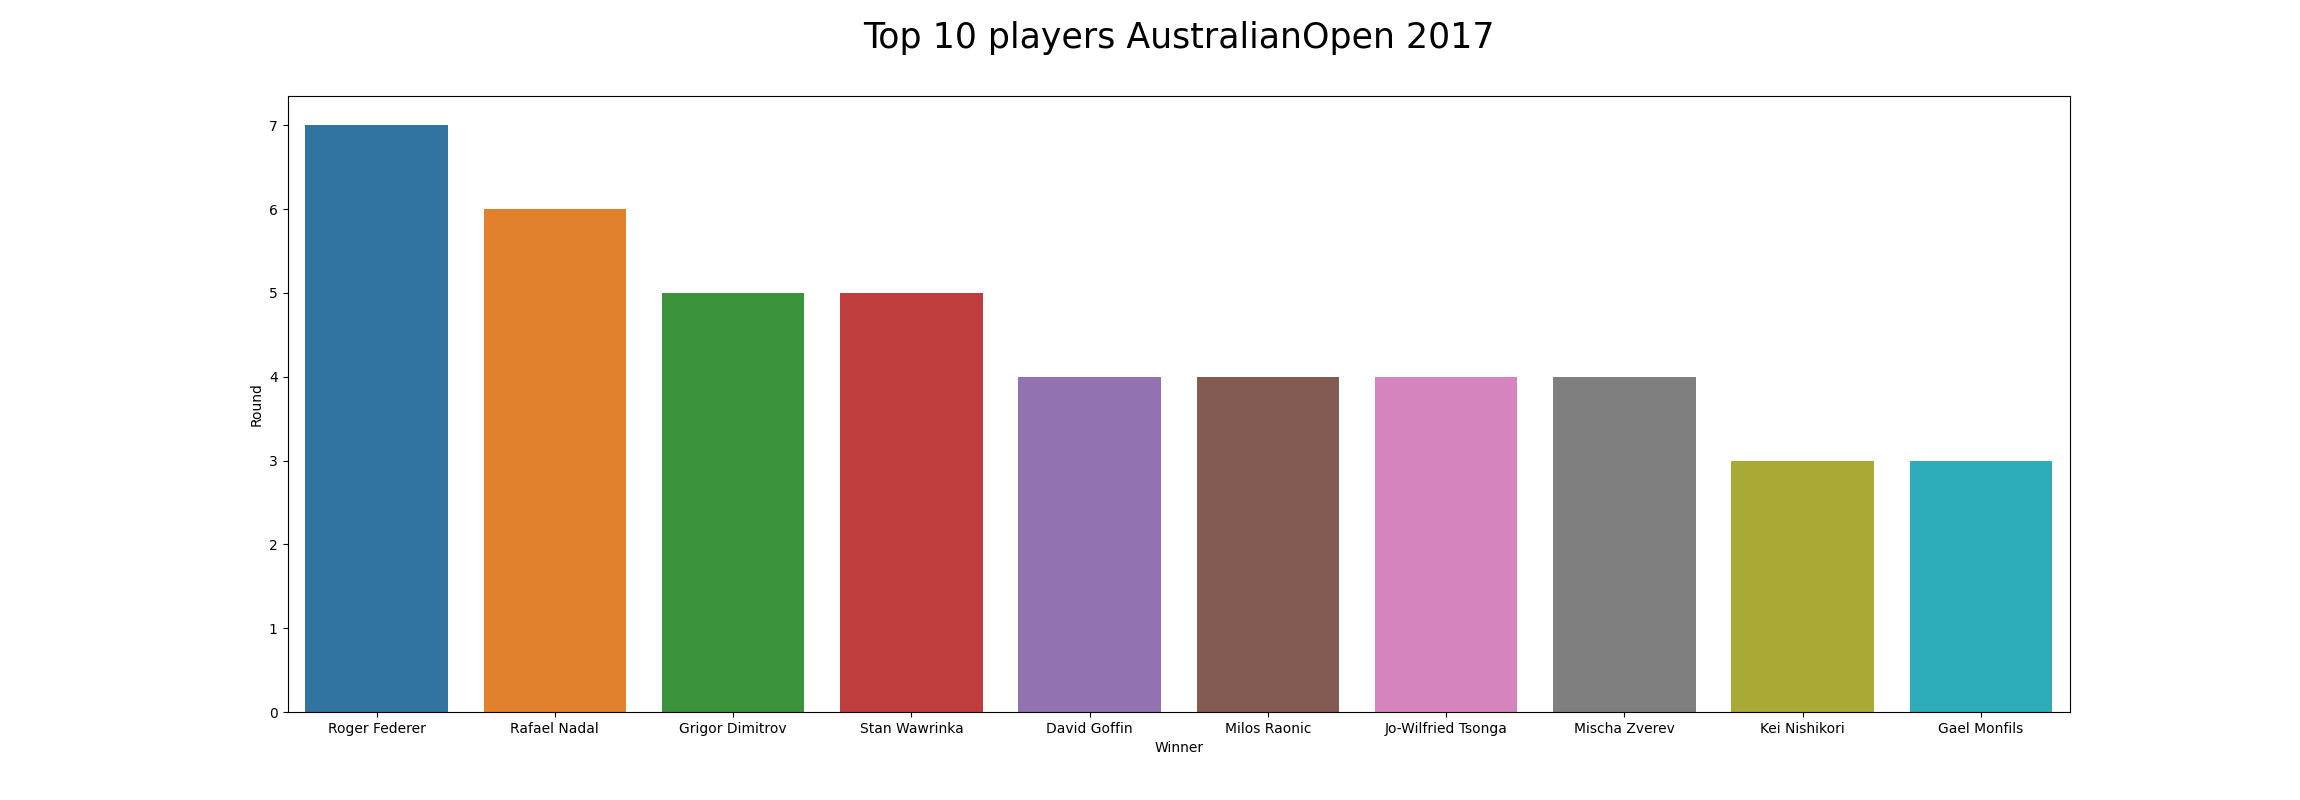 Top 10 players AustralianOpen 2017
7
6
5
4
3
2
1
0
Round
Roger Federer
Rafael Nadal
Grigor Dimitrov
Stan Wawrinka
David Goffin
Milos Raonic
Jo-Wilfried Tsonga
Mischa Zverev
Kei Nishikori
Gael Monfils
Winner